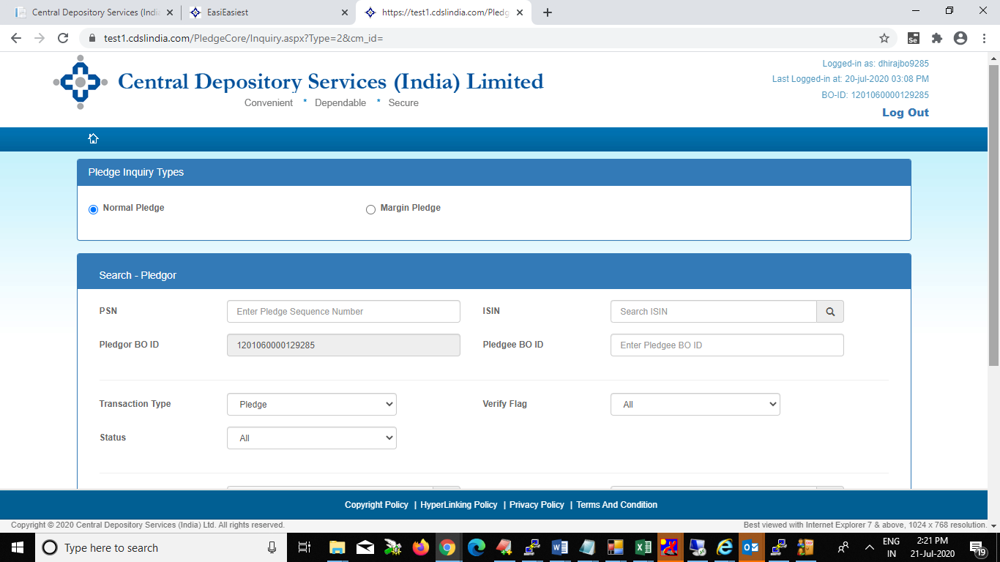 Central Depository Services (India
EasiEasiest
https://test1.cdslindia.com/Pledg
test1.cdslindia.com/PledgeCore/Inquiry.aspx?Type=2&cm_id=
Se
Central Depository Services (India) Limited
Convenient * Dependable * Secure
Logged-in as: dhirajbo9285
Last Logged-in at: 20-jul-2020 03:08 PM
BO-ID: 1201060000129285
Log Out
Pledge Inquiry Types
Normal Pledge
Margin Pledge
Search - Pledgor
PSN
Enter Pledge Sequence Number
ISIN
Search ISIN
Pledgor BO ID
1201060000129285
Pledgee BO ID
Enter Pledgee BO ID
Transaction Type
Pledge
Verify Flag
All
Status
All
Copyright Policy | HyperLinking Policy | Privacy Policy | Terms And Condition
Copyright © 2020 Central Depository Services (India) Ltd. All rights reserved.
Best viewed with Internet Explorer 7 & above, 1024 x 768 resolution.
Type here to search
ENG
IN
2:21 PM
21-Jul-2020
19